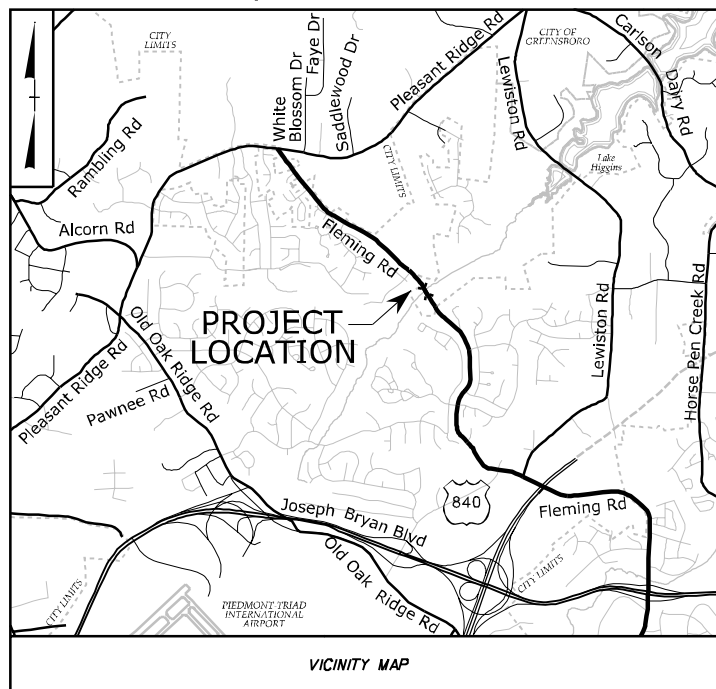 CITY
LIMITS
CITY OF
GREENSBORO
Carlson
Dairy Rd
Faye Dr
White
Blossom Dr
Saddlewood Dr
Pleasant Ridge Rd
Lewiston Rd
Rambling Rd
CITY LIMITS
Lake
Higgins
Alcorn Rd
Fleming Rd
PROJECT
LOCATION
Old Oak Ridge Rd
Lewiston Rd
Horse Pen Creek Rd
Pleasant Ridge Rd
Pawnee Rd
840
Joseph Bryan Blvd
Fleming Rd
Old Oak Ridge Rd
CITY LIMITS
CITY LIMITS
PIEDMONT-TRIAD
INTERNATIONAL
AIRPORT
VICINITY MAP